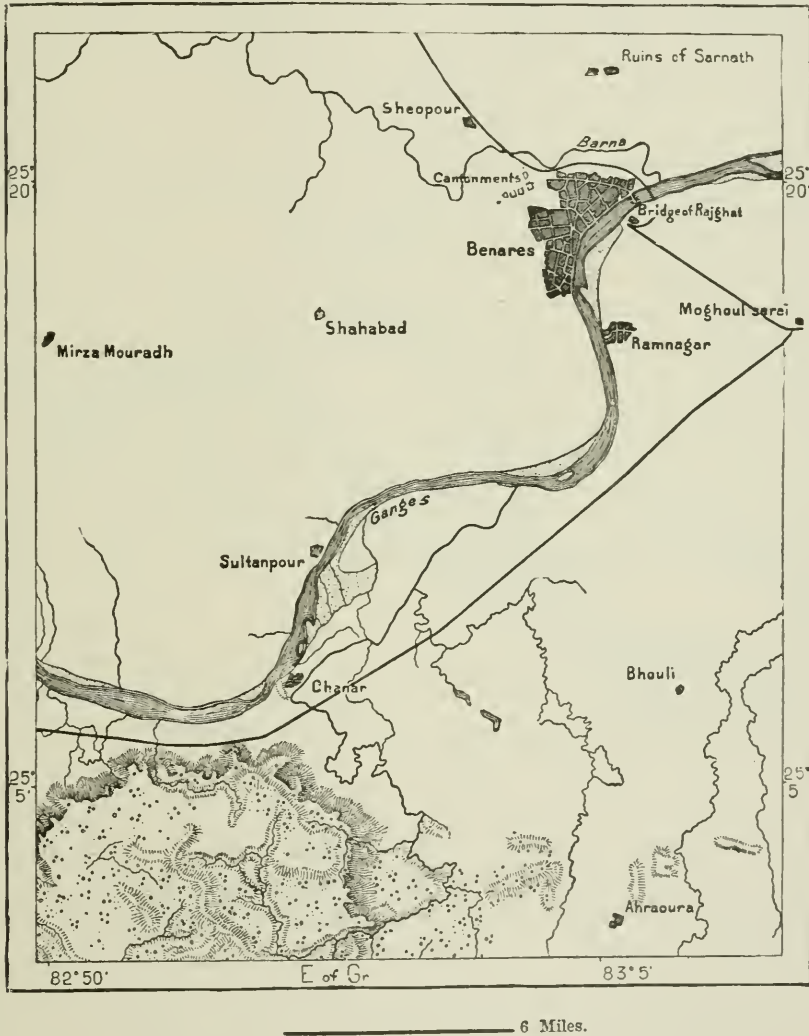 Ruins of Sarnath
Sheopour
Barna
25° 25°
20' 20'
Cantonments
Bridge of Rajghat
Benares
Moghoul sarei
Shahabad
Mirza Mouradh
Ramnagar
Ganges
Sultanpour
Bhouli
Chanar
25° 25°
5' 5'
Ahraoura
82°50' E of Gr 83°5'
6 Miles.